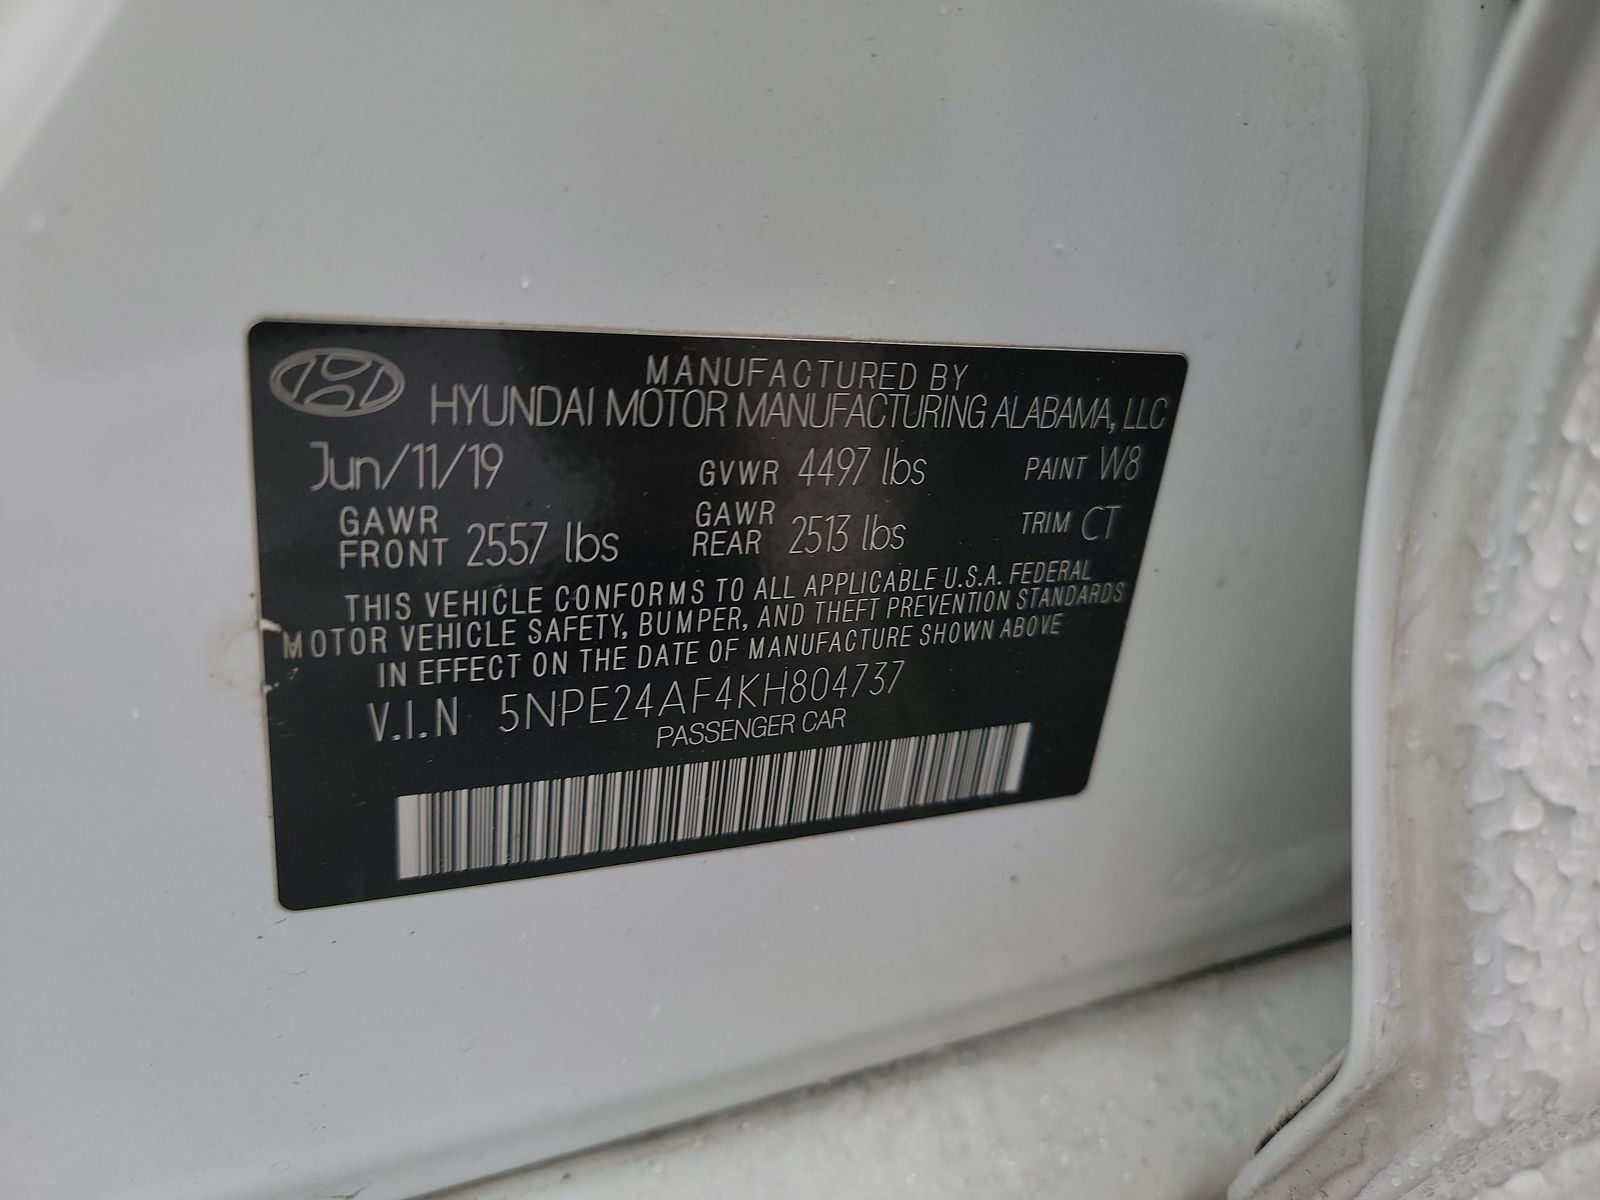 MANUFACTURED BY
HYUNDAI MOTOR MANUFACTURING ALABAMA, LLC
Jun/11/19 GVWR 4497 lbs PAINT W8
GAWR FRONT 2557 lbs GAWR REAR 2513 lbs TRIM CT
THIS VEHICLE CONFORMS TO ALL APPLICABLE U.S.A. FEDERAL
MOTOR VEHICLE SAFETY, BUMPER, AND THEFT PREVENTION STANDARDS
IN EFFECT ON THE DATE OF MANUFACTURE SHOWN ABOVE
V.I.N 5NPE24AF4KH804737
PASSENGER CAR